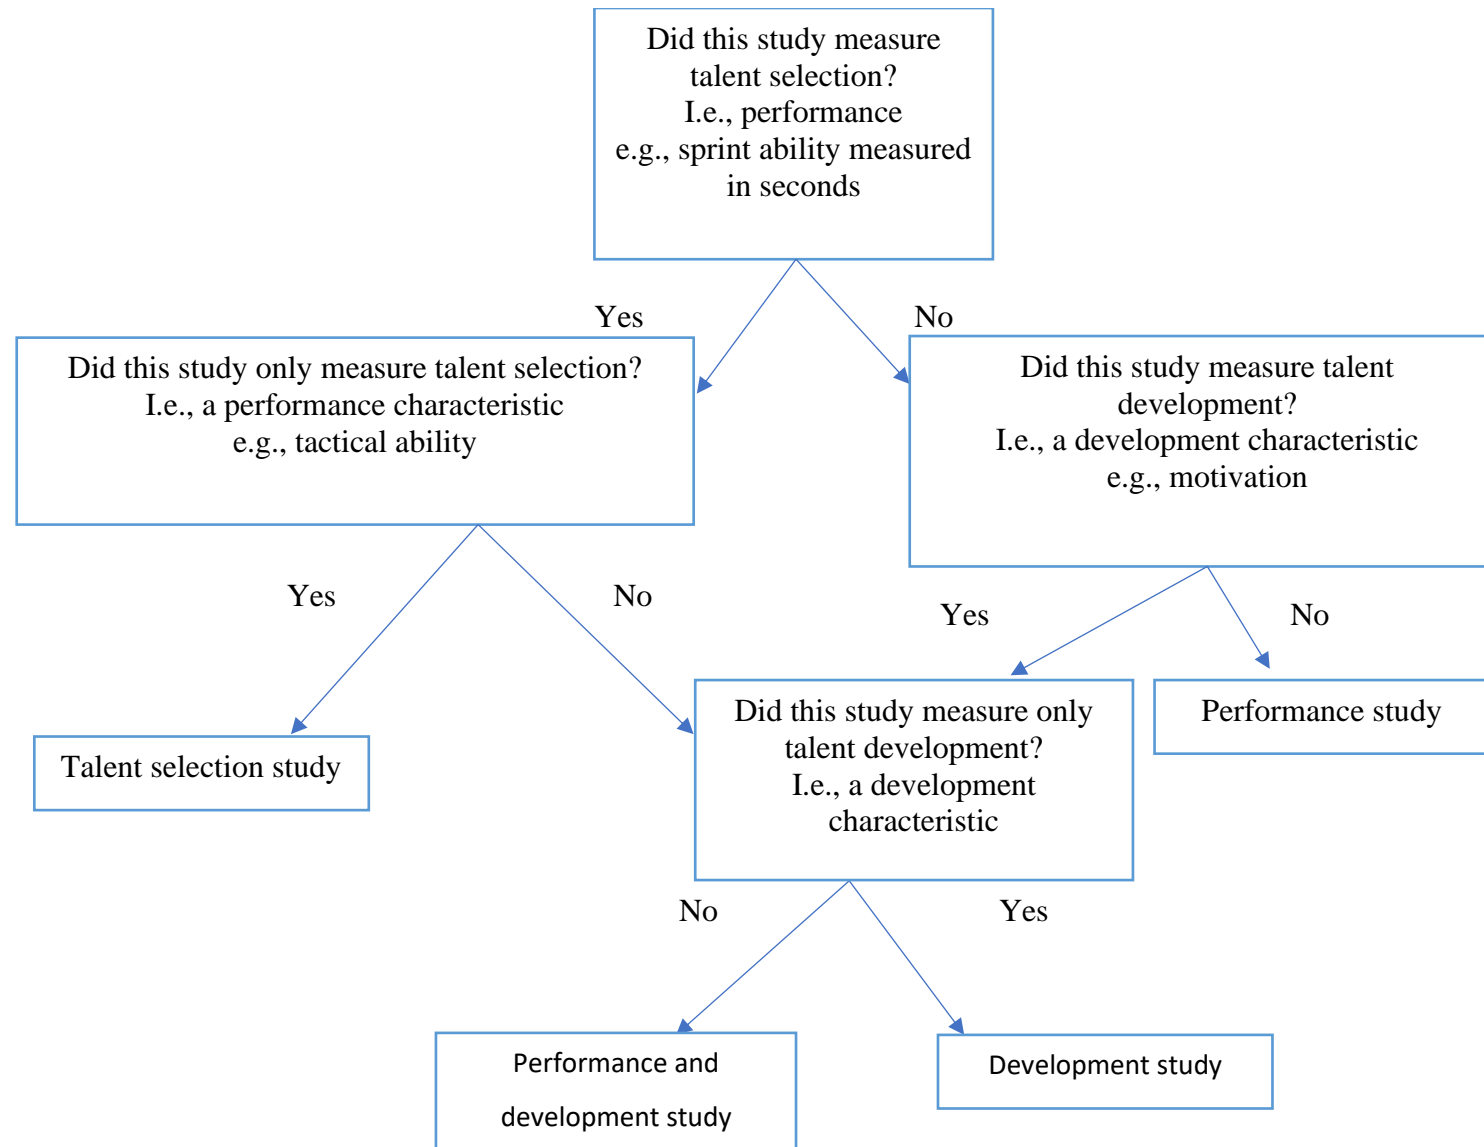 Did this study measure
talent selection?
I.e., performance
e.g., sprint ability measured
in seconds
Yes
No
Did this study only measure talent selection?
I.e., a performance characteristic
e.g., tactical ability
Did this study measure talent
development?
I.e., a development characteristic
e.g., motivation
Yes
No
Yes
No
Talent selection study
Did this study measure only
talent development?
I.e., a development
characteristic
Performance study
No
Yes
Performance and
development study
Development study